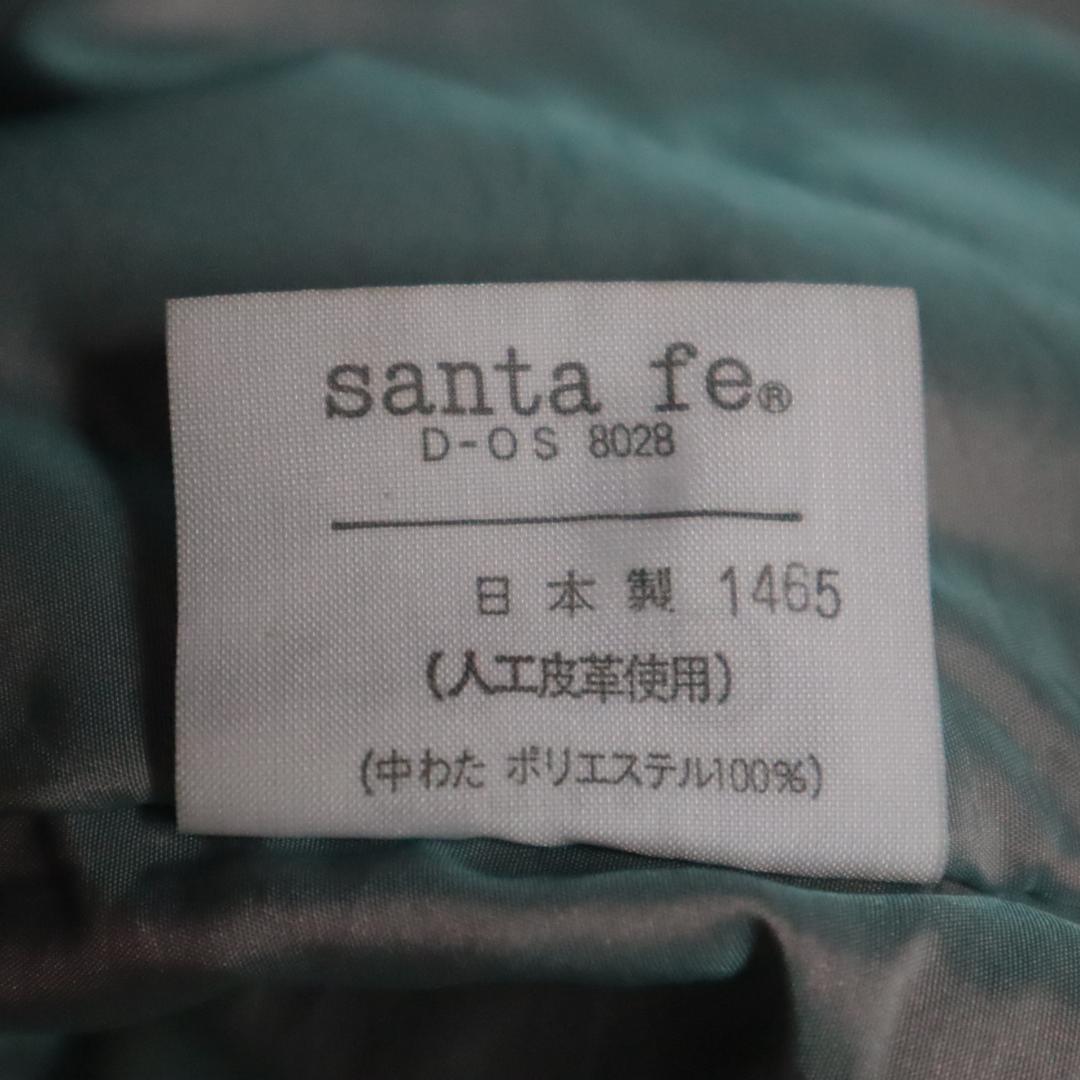 santa fe®
D-OS 8028
日本製 1465
(人工皮革使用)
(中わた ポリエステル100%)